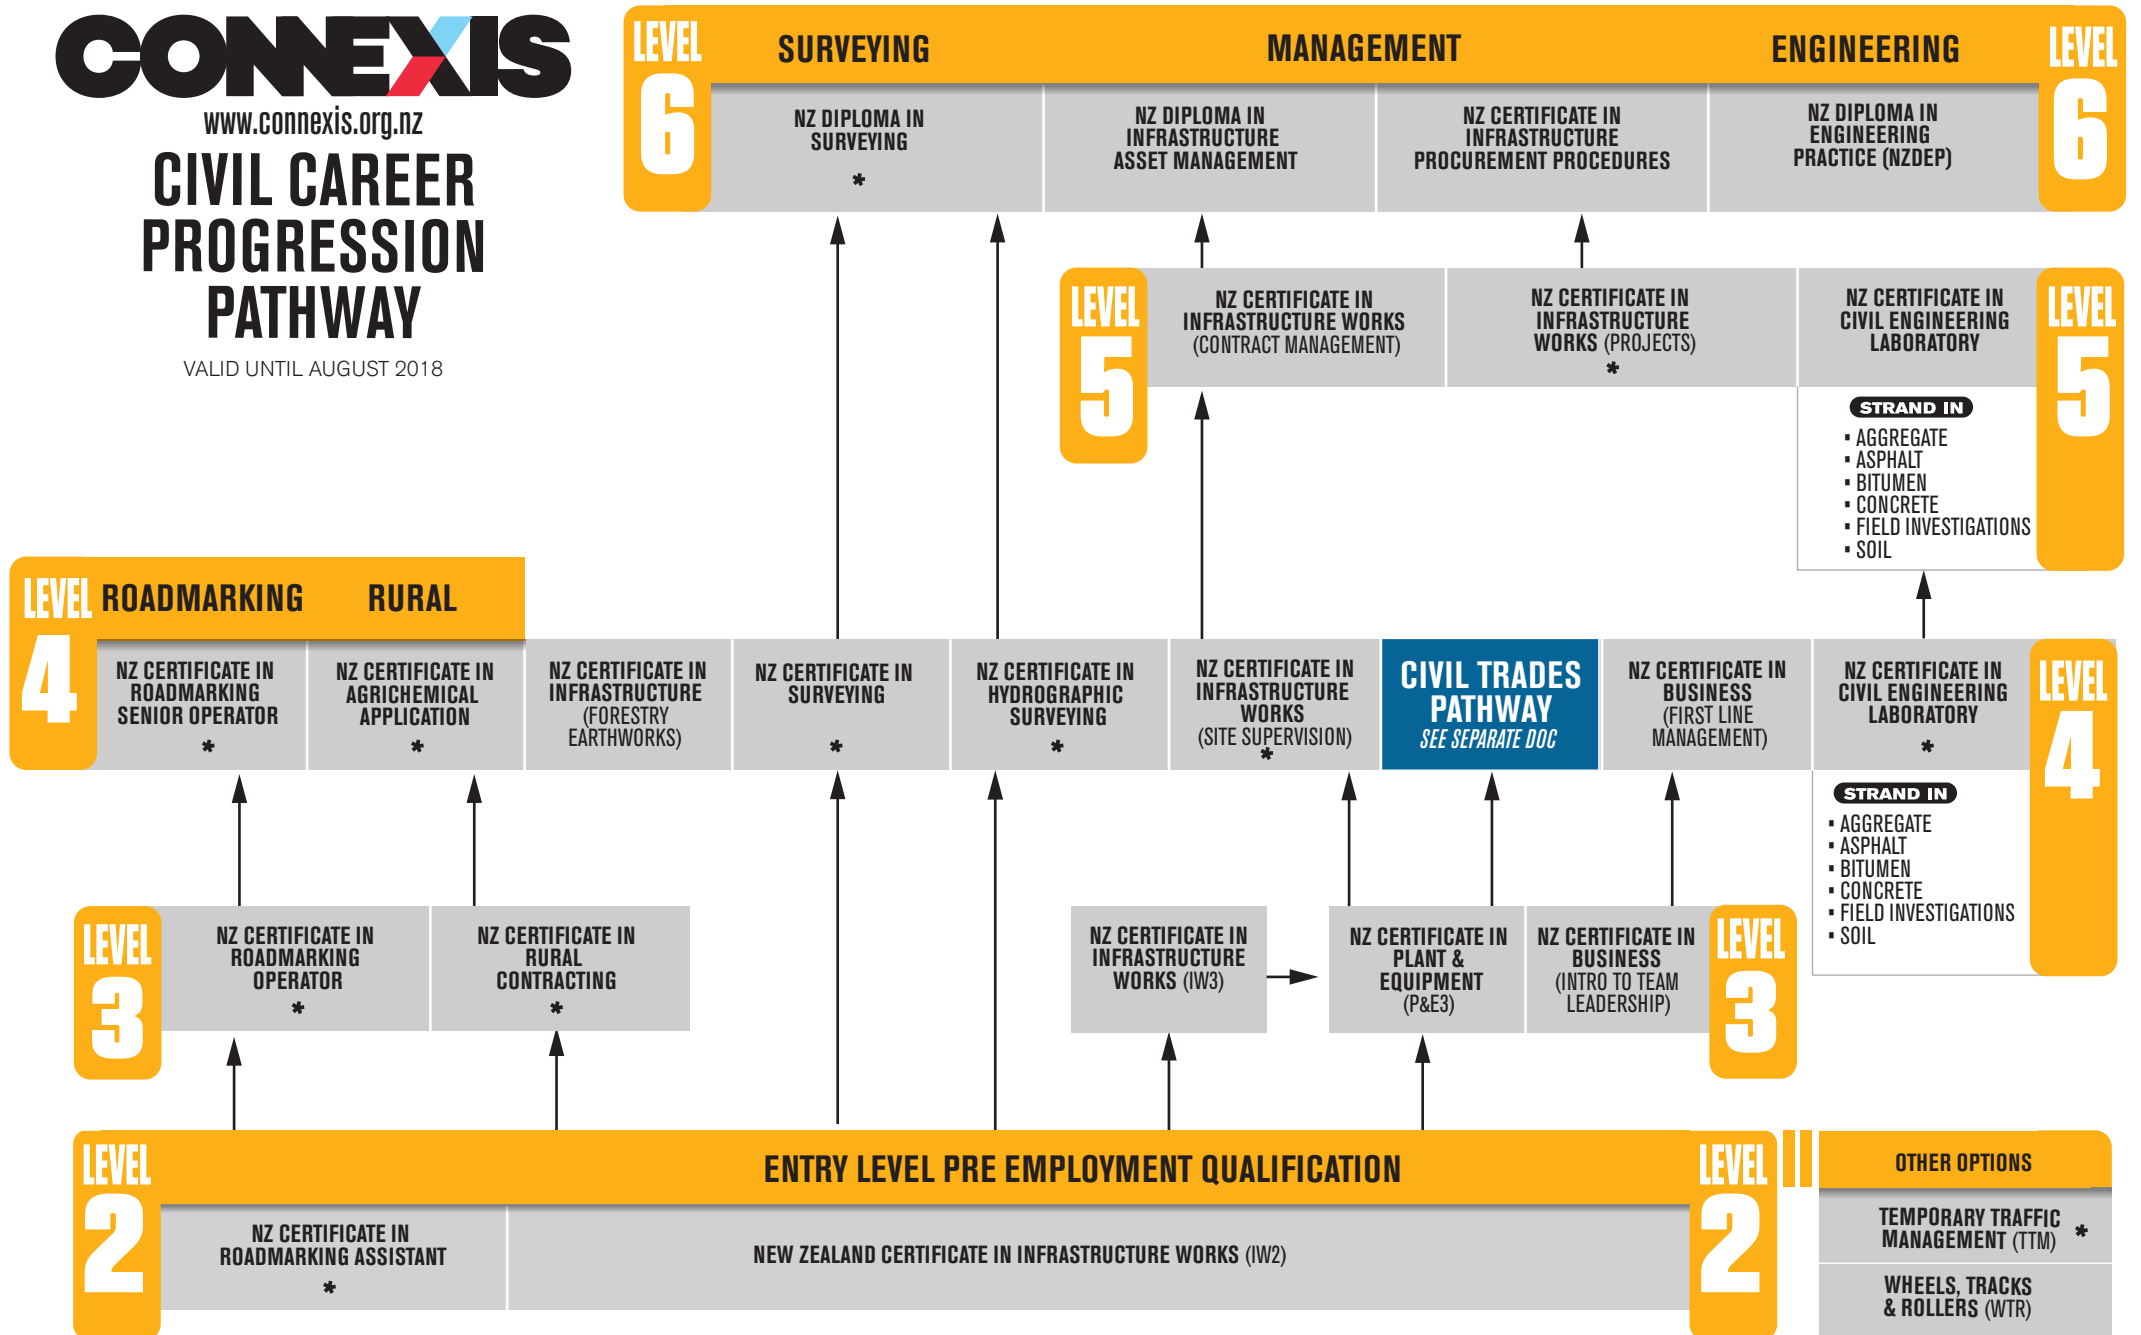 CONNEXIS
www.connexis.org.nz
CIVIL CAREER
PROGRESSION
PATHWAY
VALID UNTIL AUGUST 2018
LEVEL
6
SURVEYING
MANAGEMENT
ENGINEERING
LEVEL
6
NZ DIPLOMA IN
SURVEYING
*
NZ DIPLOMA IN
INFRASTRUCTURE
ASSET MANAGEMENT
NZ CERTIFICATE IN
INFRASTRUCTURE
PROCUREMENT PROCEDURES
NZ DIPLOMA IN
ENGINEERING
PRACTICE (NZDEP)
LEVEL
5
NZ CERTIFICATE IN
INFRASTRUCTURE WORKS
(CONTRACT MANAGEMENT)
NZ CERTIFICATE IN
INFRASTRUCTURE
WORKS (PROJECTS)
*
NZ CERTIFICATE IN
CIVIL ENGINEERING
LABORATORY
LEVEL
5
STRAND IN
▪ AGGREGATE
▪ ASPHALT
▪ BITUMEN
▪ CONCRETE
▪ FIELD INVESTIGATIONS
▪ SOIL
LEVEL
4
ROADMARKING
RURAL
NZ CERTIFICATE IN
ROADMARKING
SENIOR OPERATOR
*
NZ CERTIFICATE IN
AGRICHEMICAL
APPLICATION
*
NZ CERTIFICATE IN
INFRASTRUCTURE
(FORESTRY
EARTHWORKS)
NZ CERTIFICATE IN
SURVEYING
*
NZ CERTIFICATE IN
HYDROGRAPHIC
SURVEYING
*
NZ CERTIFICATE IN
INFRASTRUCTURE
WORKS
(SITE SUPERVISION)
*
CIVIL TRADES
PATHWAY
SEE SEPARATE DOC
NZ CERTIFICATE IN
BUSINESS
(FIRST LINE
MANAGEMENT)
NZ CERTIFICATE IN
CIVIL ENGINEERING
LABORATORY
*
LEVEL
4
STRAND IN
▪ AGGREGATE
▪ ASPHALT
▪ BITUMEN
▪ CONCRETE
▪ FIELD INVESTIGATIONS
▪ SOIL
LEVEL
3
NZ CERTIFICATE IN
ROADMARKING
OPERATOR
*
NZ CERTIFICATE IN
RURAL
CONTRACTING
*
NZ CERTIFICATE IN
INFRASTRUCTURE
WORKS (IW3)
NZ CERTIFICATE IN
PLANT &
EQUIPMENT
(P&E3)
NZ CERTIFICATE IN
BUSINESS
(INTRO TO TEAM
LEADERSHIP)
LEVEL
3
LEVEL
2
ENTRY LEVEL PRE EMPLOYMENT QUALIFICATION
LEVEL
2
NZ CERTIFICATE IN
ROADMARKING ASSISTANT
*
NEW ZEALAND CERTIFICATE IN INFRASTRUCTURE WORKS (IW2)
OTHER OPTIONS
TEMPORARY TRAFFIC
MANAGEMENT (TTM) *
WHEELS, TRACKS
& ROLLERS (WTR)